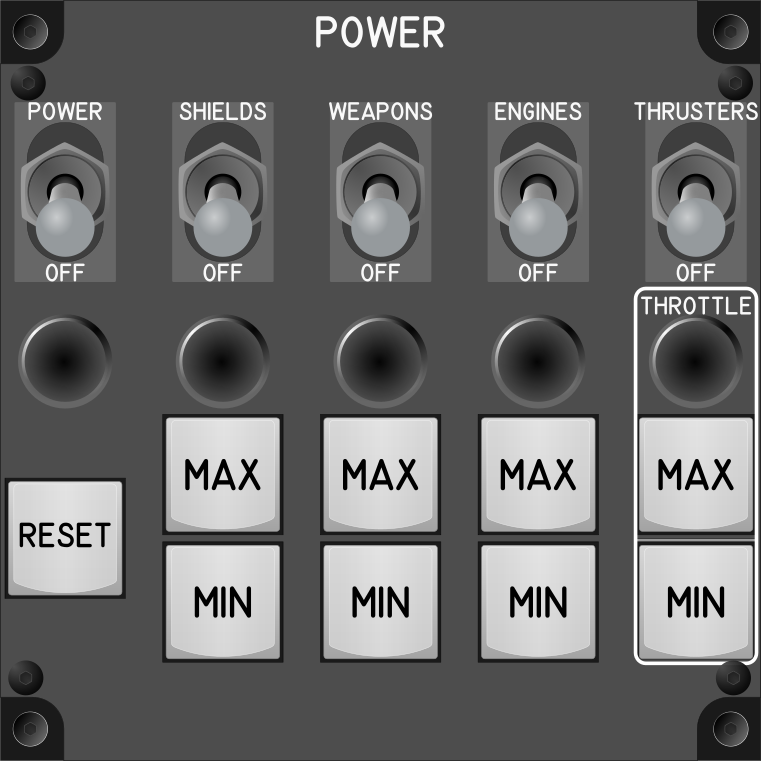 POWER
POWER SHIELDS WEAPONS ENGINES THRUSTERS
OFF OFF OFF OFF OFF
THROTTLE
MAX MAX MAX MAX
RESET
MIN MIN MIN MIN